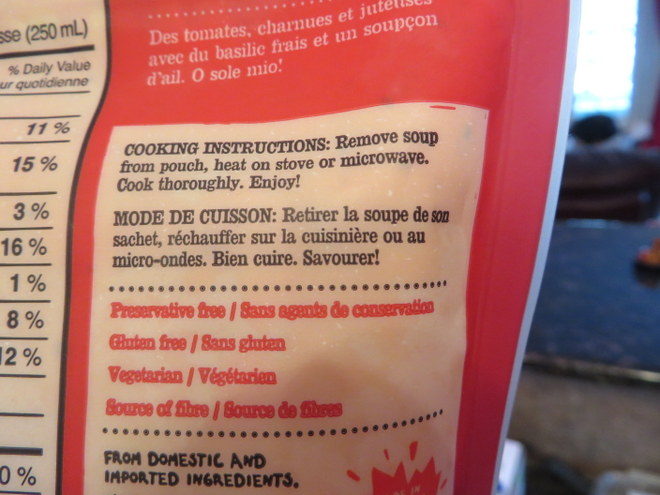 sse (250 mL)
% Daily Value
ur quotidienne
11 %
15 %
3 %
16 %
1 %
8 %
12 %
0 %
Des tomates, charnues et juteuses
avec du basilic frais et un soupçon
d'ail. O sole mio!
COOKING INSTRUCTIONS: Remove soup
from pouch, heat on stove or microwave.
Cook thoroughly. Enjoy!
MODE DE CUISSON: Retirer la soupe de son
sachet, réchauffer sur la cuisinière ou au
micro-ondes. Bien cuire. Savourer!
Preservative free / Sans agents de conservation
Gluten free / Sans gluten
Vegetarian / Végétarien
Source of fibre / Source de fibres
FROM DOMESTIC AND
IMPORTED INGREDIENTS.